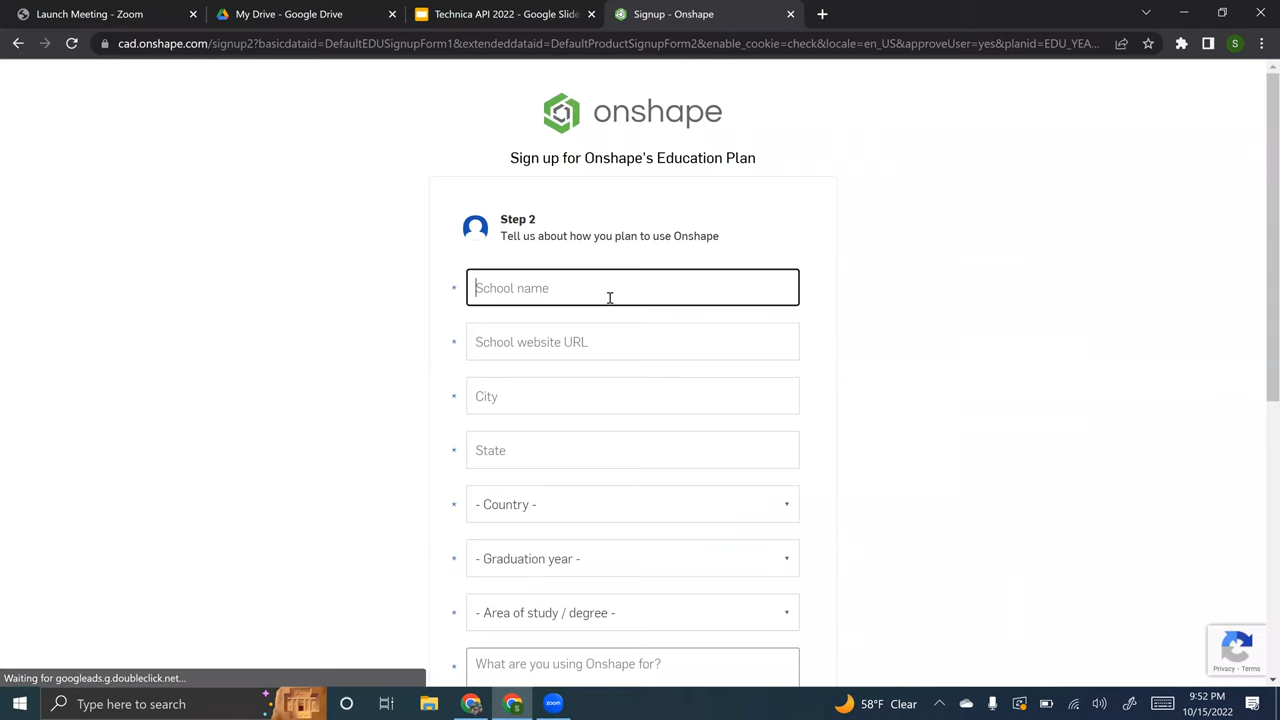 Launch Meeting - Zoom
My Drive - Google Drive
Technica API 2022 - Google Slide
Signup - Onshape
cad.onshape.com/signup2?basicdataid=DefaultEDUSignupForm1&extendeddataid=DefaultProductSignupForm2&enable_cookie=check&locale=en_US&approveUser=yes&planid=EDU_YEA...
S
onshape
Sign up for Onshape's Education Plan
Step 2
Tell us about how you plan to use Onshape
* School name
* School website URL
* City
* State
* - Country -
* - Graduation year -
* - Area of study / degree -
* What are you using Onshape for?
Privacy - Terms
Waiting for googleads.g.doubleclick.net...
Type here to search
zoom
58°F Clear
9:52 PM
10/15/2022